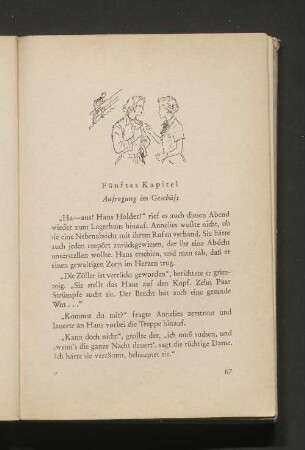 Fünftes Kapitel
Aufregung im Geschäft
„Ha—ans! Hans Holder!“ rief es auch diesen Abend
wieder zum Lagerhaus hinauf. Annelies wußte nicht, ob
sie eine Nebenabsicht mit ihrem Rufen verband. Sie hätte
auch jeden empört zurückgewiesen, der ihr eine Absicht
unterstellen wollte. Hans erschien, und man sah, daß er
einen gewaltigen Zorn im Herzen trug.
„Die Zöllar ist verrückt geworden“, berichtete er grim-
mig. „Sie stellt das Haus auf den Kopf. Zehn Paar
Strümpfe sucht sie. Der Brecht hat auch eine gesunde
Wut . . .“
„Kommst du mit?“ fragte Annelies zerstreut und
lauerte an Hans vorbei die Treppe hinauf.
„Kann doch nicht“, grollte der, „ich muß suchen, und
‚wann's die ganze Nacht dauert‘, sagt die tüchtige Dame.
Ich hätte sie verräumt, behauptet sie.“
67